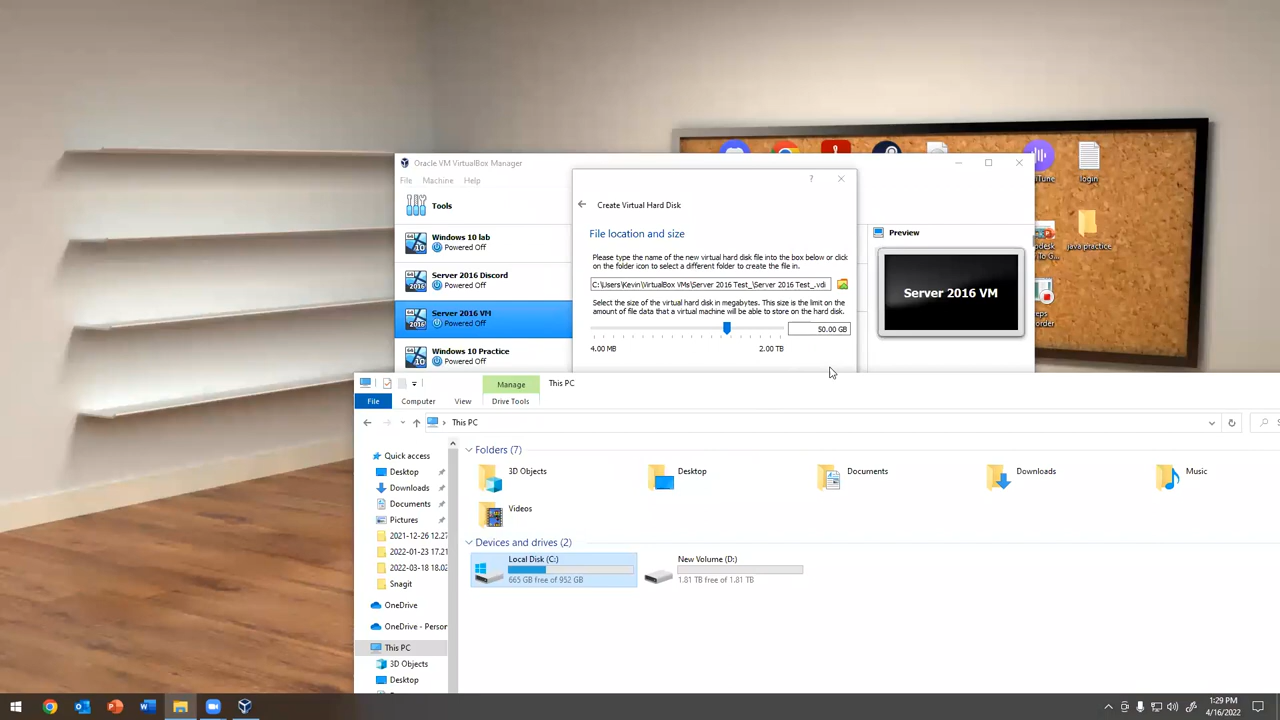 Oracle VM VirtualBox Manager
File Machine Help
Tools
Windows 10 lab
Powered Off
Server 2016 Discord
Powered Off
Server 2016 VM
Powered Off
Windows 10 Practice
Powered Off
?
Create Virtual Hard Disk
File location and size
Please type the name of the new virtual hard disk file into the box below or click
on the folder icon to select a different folder to create the file in.
C:\Users\Kevin\VirtualBox VMs\Server 2016 Test_\Server 2016 Test_.vdi
Select the size of the virtual hard disk in megabytes. This size is the limit on the
amount of file data that a virtual machine will be able to store on the hard disk.
50.00 GB
4.00 MB 2.00 TB
Preview
Server 2016 VM
iTune
login
java practice
Manage This PC
File Computer View Drive Tools
This PC
Quick access
Desktop
Downloads
Documents
Pictures
2021-12-26 12.27
2022-01-23 17.21
2022-03-18 18.02
Snagit
OneDrive
OneDrive - Person
This PC
3D Objects
Desktop
Folders (7)
3D Objects
Desktop
Documents
Downloads
Music
Videos
Devices and drives (2)
Local Disk (C:)
665 GB free of 952 GB
New Volume (D:)
1.81 TB free of 1.81 TB
1:29 PM
4/16/2022